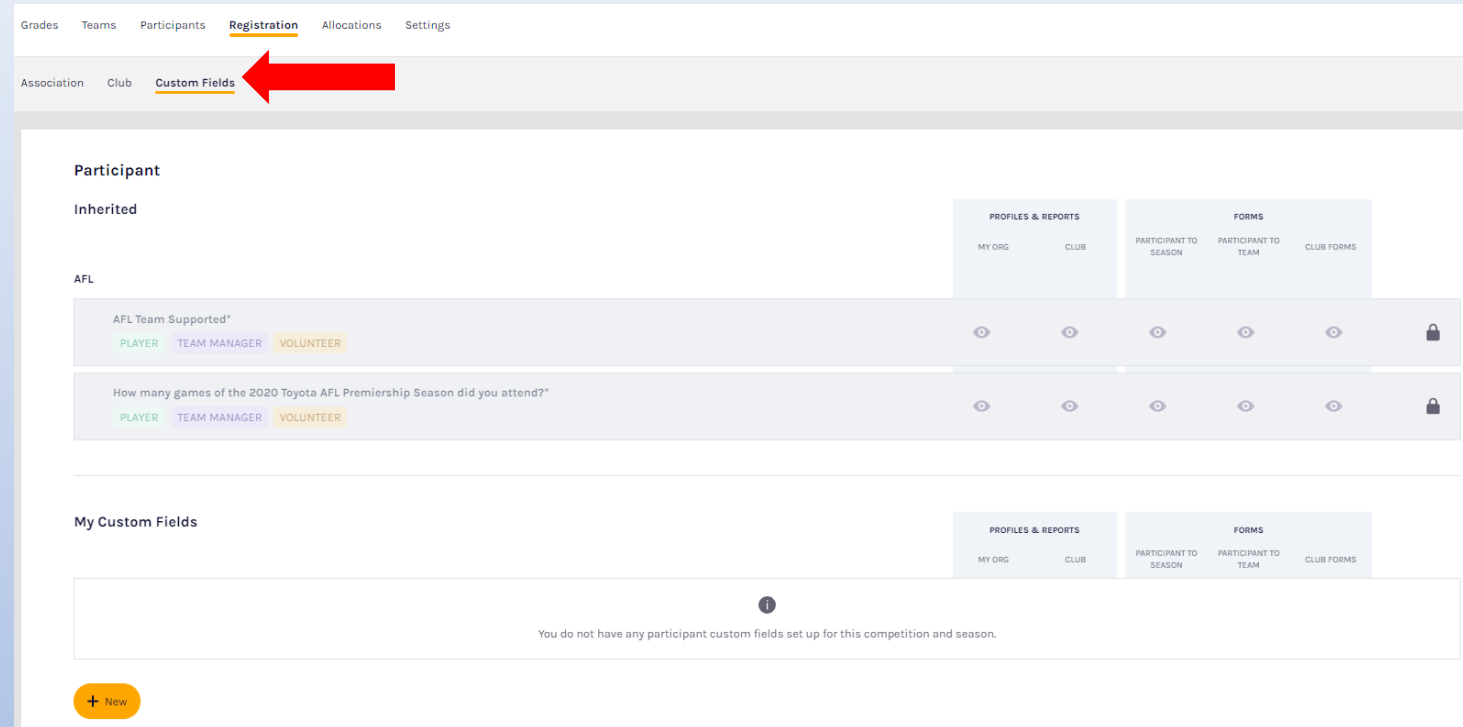 Grades Teams Participants Registration Allocations Settings
Association Club Custom Fields
Participant
Inherited
PROFILES & REPORTS FORMS
MY ORG CLUB PARTICIPANT TO SEASON PARTICIPANT TO TEAM CLUB FORMS
AFL
AFL Team Supported*
PLAYER TEAM MANAGER VOLUNTEER
How many games of the 2020 Toyota AFL Premiership Season did you attend?*
PLAYER TEAM MANAGER VOLUNTEER
My Custom Fields
PROFILES & REPORTS FORMS
MY ORG CLUB PARTICIPANT TO SEASON PARTICIPANT TO TEAM CLUB FORMS
You do not have any participant custom fields set up for this competition and season.
+ New